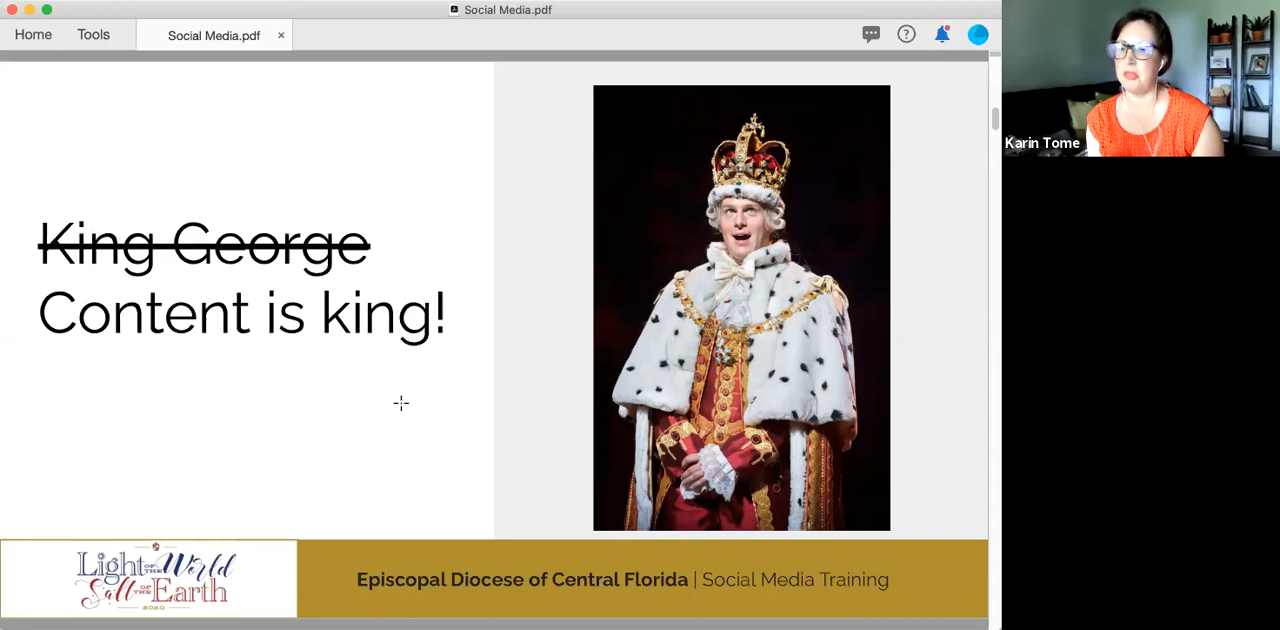 Social Media.pdf
Home Tools Social Media.pdf ×
Karin Tome
King George
Content is king!
Light OF THE World
Salt OF THE Earth
2020
Episcopal Diocese of Central Florida | Social Media Training